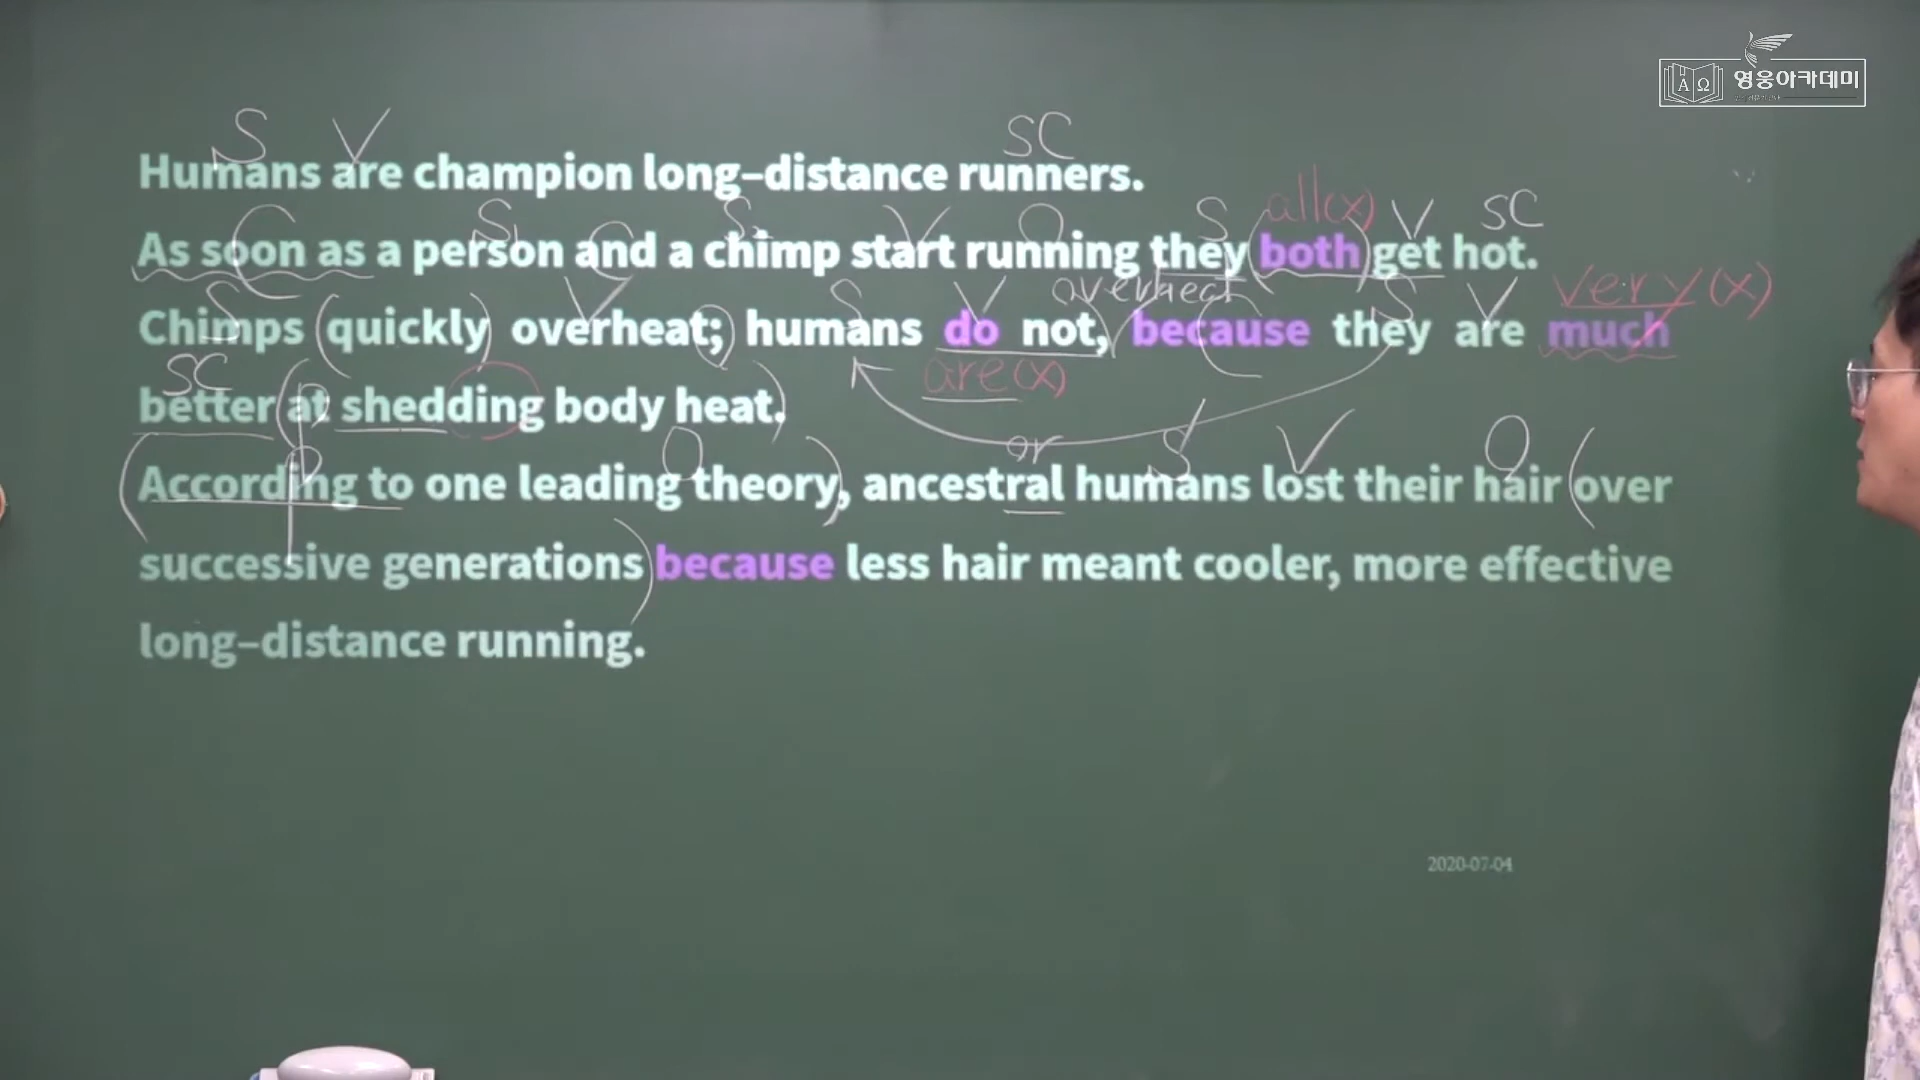 영웅아카데미
S V SC
Humans are champion long–distance runners.
C S C S V O S all(x) V SC
As soon as a person and a chimp start running they both get hot.
S V S V overheat S V very(x)
Chimps (quickly) overheat; humans do not, because they are much
SC P are(x)
better (at shedding body heat.)
P O or S V O
(According to one leading theory), ancestral humans lost their hair (over
successive generations) because less hair meant cooler, more effective
long–distance running.
2020-07-04